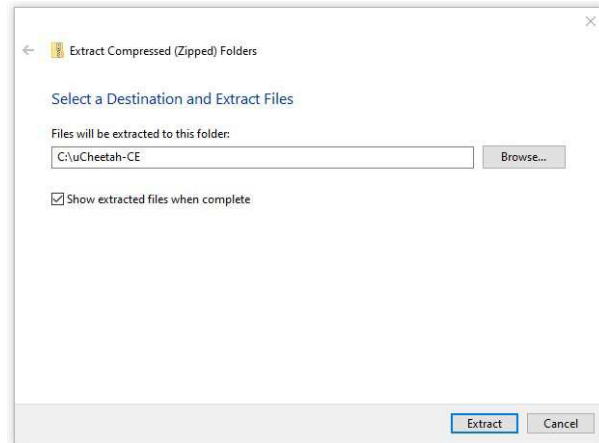 Extract Compressed (Zipped) Folders
Select a Destination and Extract Files
Files will be extracted to this folder:
C:\uCheetah-CE
Browse...
Show extracted files when complete
Extract
Cancel